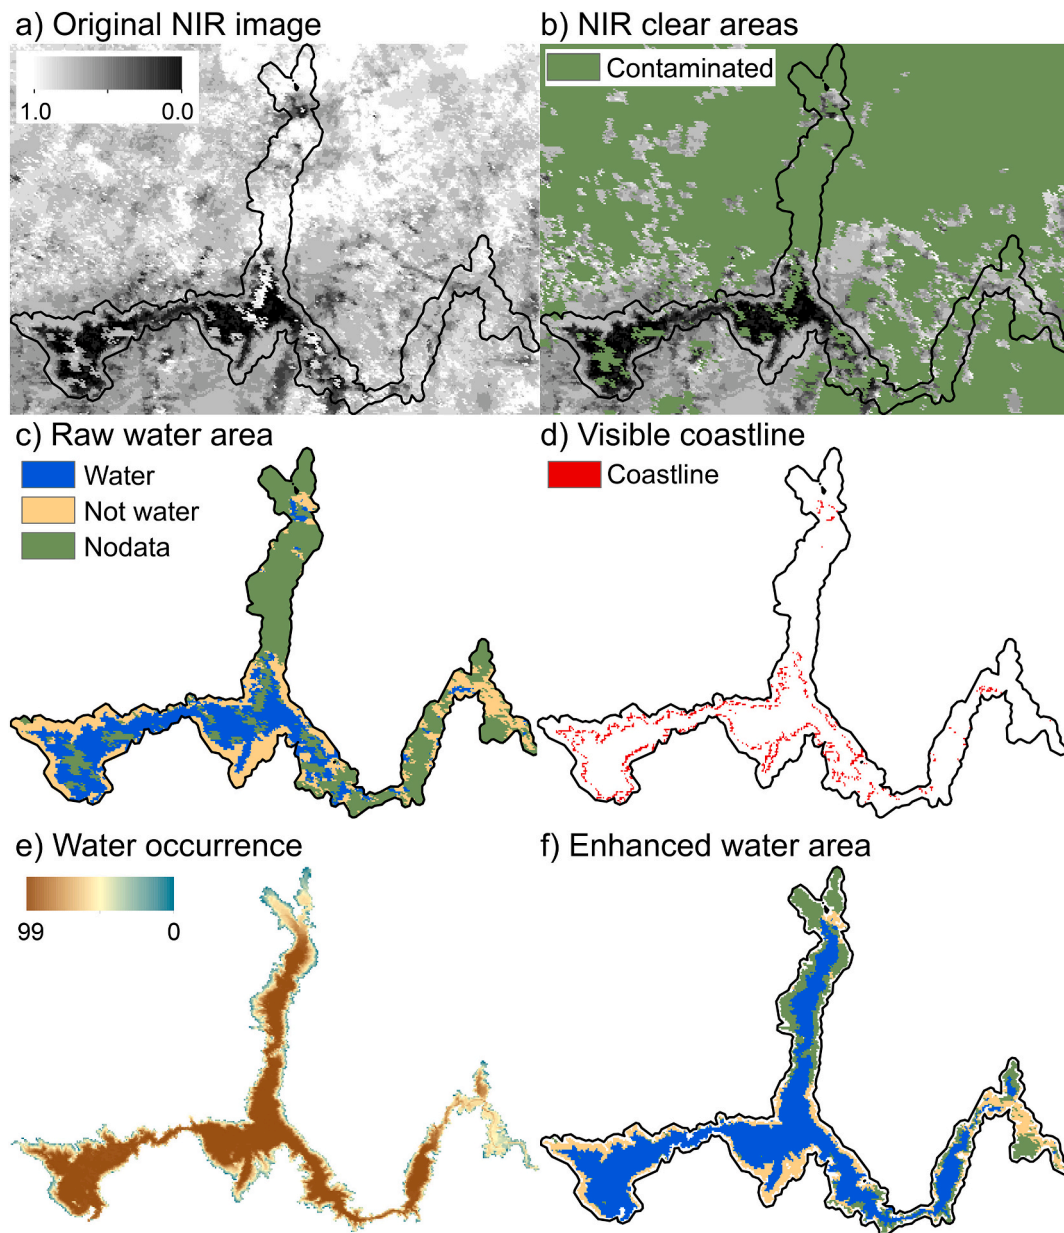 a) Original NIR image
1.0 0.0
b) NIR clear areas
Contaminated
c) Raw water area
Water
Not water
Nodata
d) Visible coastline
Coastline
e) Water occurrence
99 0
f) Enhanced water area